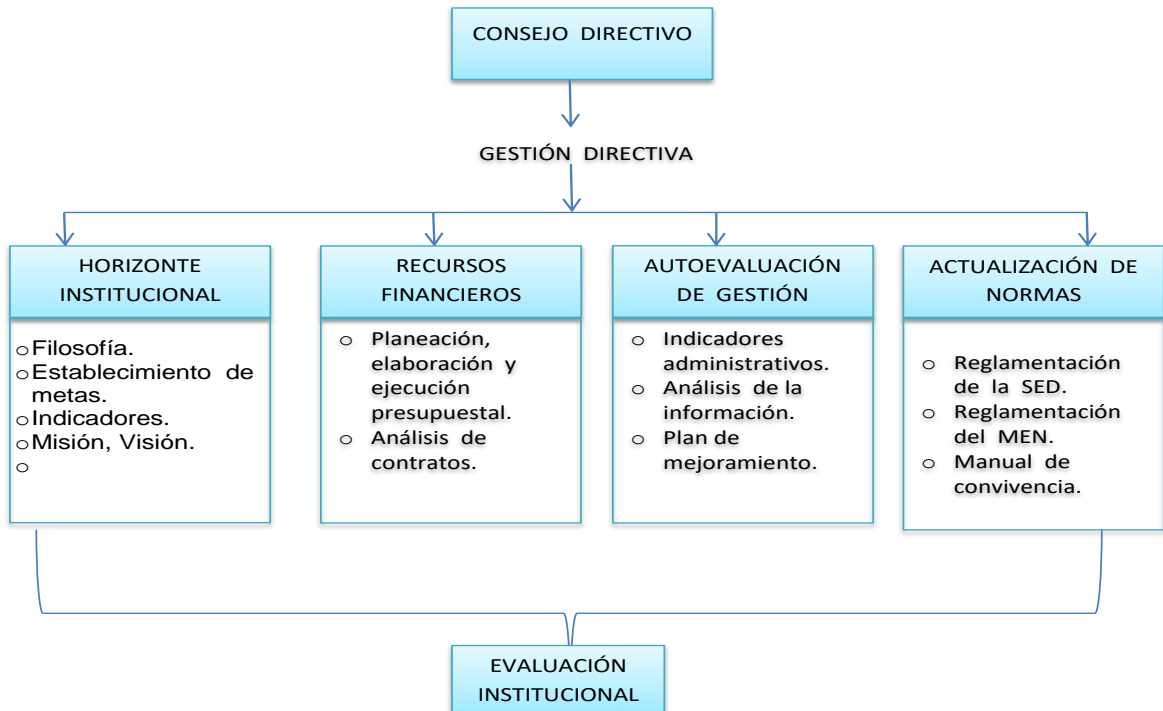 CONSEJO DIRECTIVO
GESTIÓN DIRECTIVA
HORIZONTE
INSTITUCIONAL
○Filosofía.
○Establecimiento de
metas.
○Indicadores.
○Misión, Visión.
○
RECURSOS
FINANCIEROS
○ Planeación,
elaboración y
ejecución
presupuestal.
○ Análisis de
contratos.
AUTOEVALUACIÓN
DE GESTIÓN
○ Indicadores
administrativos.
○ Análisis de la
información.
○ Plan de
mejoramiento.
ACTUALIZACIÓN DE
NORMAS
○ Reglamentación
de la SED.
○ Reglamentación
del MEN.
○ Manual de
convivencia.
EVALUACIÓN
INSTITUCIONAL